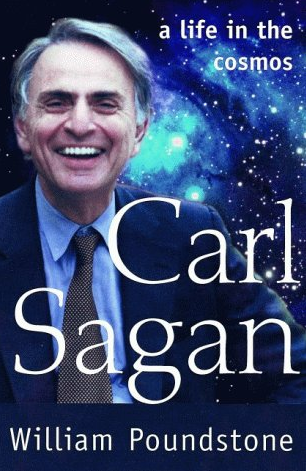 a life in the
cosmos
Carl
Sagan
William Poundstone